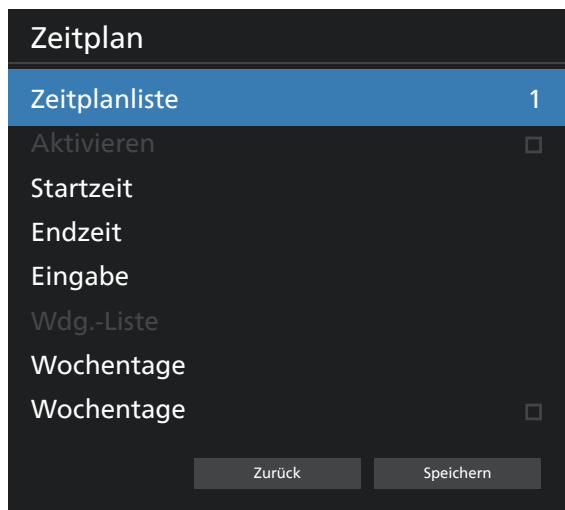 Zeitplan
Zeitplanliste 1
Aktivieren
Startzeit
Endzeit
Eingabe
Wdg.-Liste
Wochentage
Wochentage
Zurück Speichern